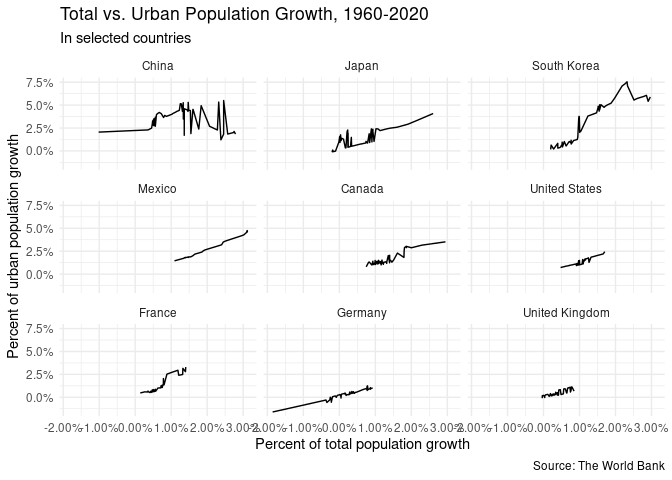 Total vs. Urban Population Growth, 1960-2020
In selected countries
China Japan South Korea
7.5%
5.0%
2.5%
0.0%
Mexico Canada United States
7.5%
5.0%
2.5%
0.0%
France Germany United Kingdom
7.5%
5.0%
2.5%
0.0%
Percent of urban population growth
-2.00% -1.00% 0.00% 1.00% 2.00% 3.00% -2.00% -1.00% 0.00% 1.00% 2.00% 3.00% -2.00% -1.00% 0.00% 1.00% 2.00% 3.00%
Percent of total population growth
Source: The World Bank